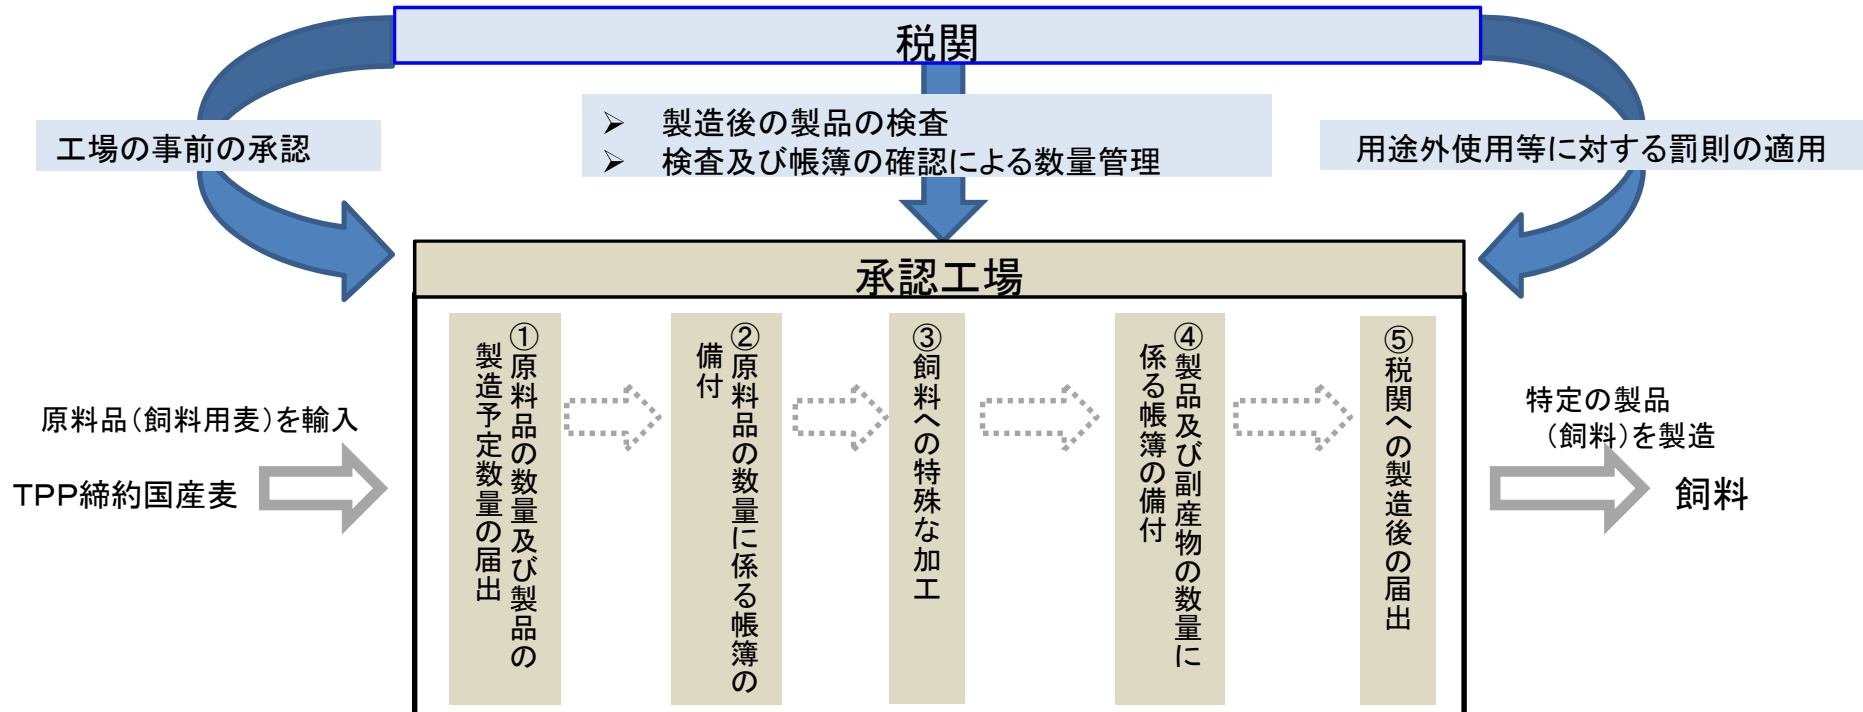 税関
工場の事前の承認
➢ 製造後の製品の検査
➢ 検査及び帳簿の確認による数量管理
用途外使用等に対する罰則の適用
承認工場
原料品（飼料用麦）を輸入
TPP締約国産麦
①原料品の数量及び製品の
製造予定数量の届出
②原料品の数量に係る帳簿の
備付
③飼料への特殊な加工
④製品及び副産物の数量に
係る帳簿の備付
⑤税関への製造後の届出
特定の製品
（飼料）を製造
飼料